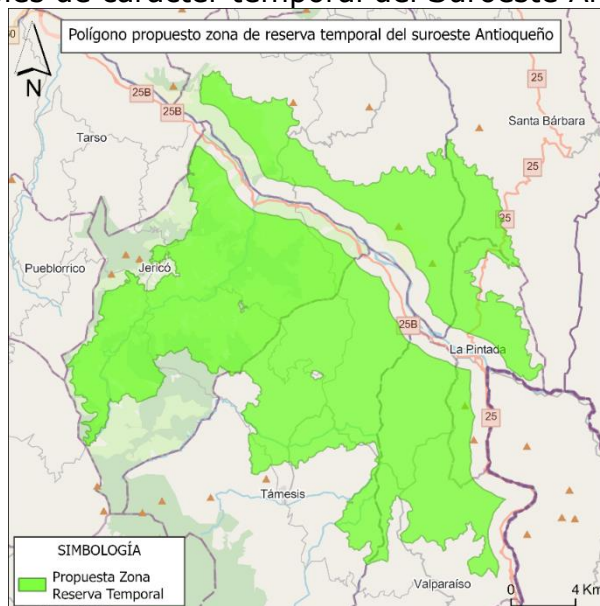 Polígono propuesto zona de reserva temporal del suroeste Antioqueño
N
25B
25B
25
Santa Bárbara
Tarso
25
25
Pueblorrico
Jericó
25B
La Pintada
25
Támesis
SIMBOLOGÍA
Propuesta Zona
Reserva Temporal
Valparaíso
0 4 Km